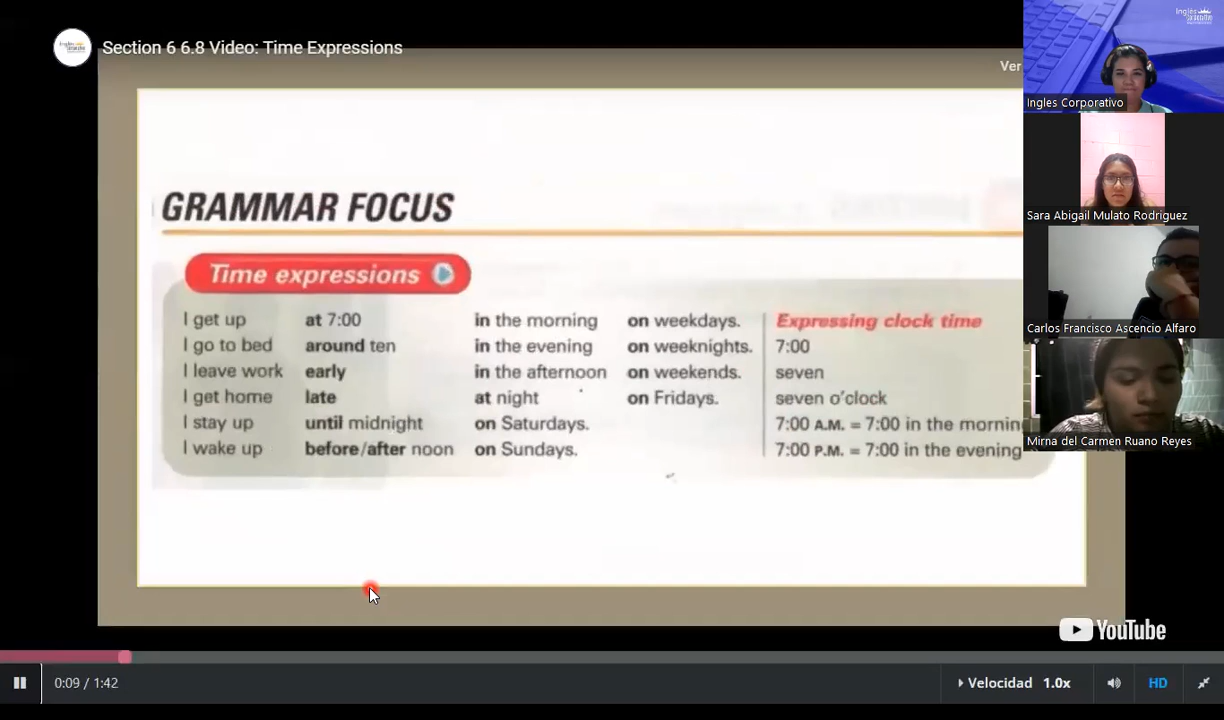 Section 6 6.8 Video: Time Expressions
Ver
GRAMMAR FOCUS
Time expressions
I get up at 7:00 in the morning on weekdays.
I go to bed around ten in the evening on weeknights.
I leave work early in the afternoon on weekends.
I get home late at night on Fridays.
I stay up until midnight on Saturdays.
I wake up before/after noon on Sundays.
Expressing clock time
7:00
seven
seven o'clock
7:00 A.M. = 7:00 in the mornin
7:00 P.M. = 7:00 in the evening
YouTube
0:09 / 1:42
Velocidad 1.0x
HD
Ingles Corporativo
Sara Abigail Mulato Rodriguez
Carlos Francisco Ascencio Alfaro
Mirna del Carmen Ruano Reyes